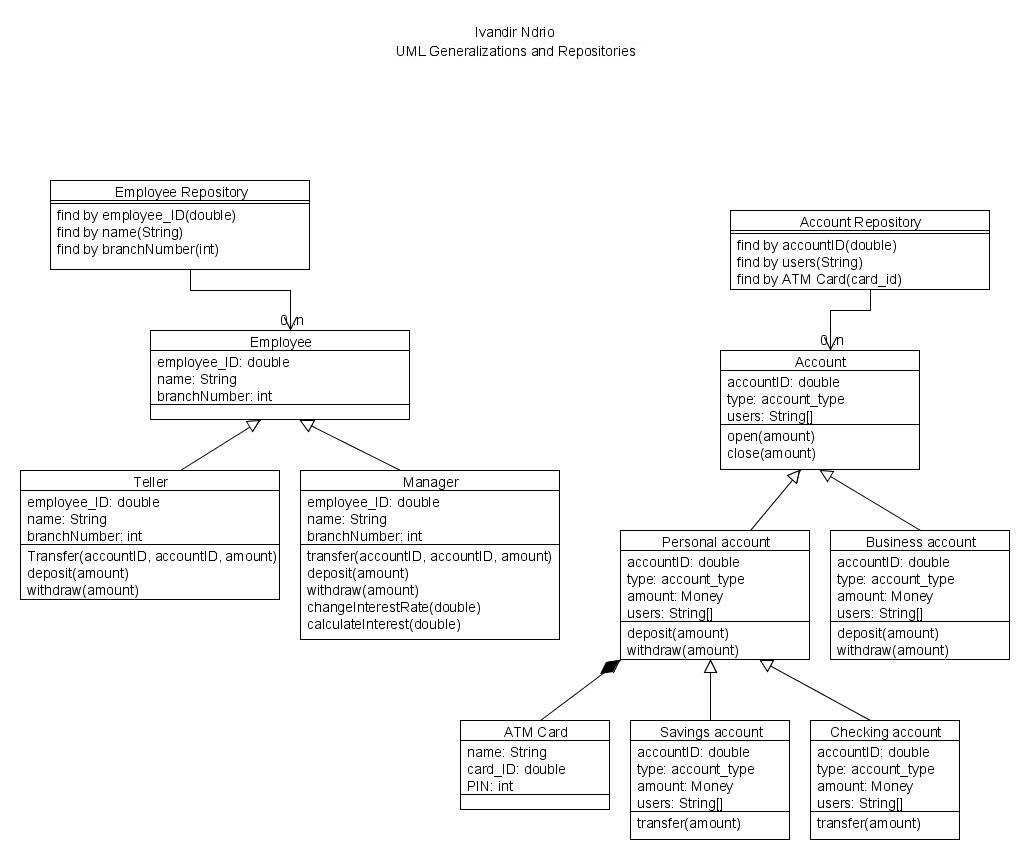 Ivandir Ndrio
UML Generalizations and Repositories
Employee Repository
find by employee_ID(double)
find by name(String)
find by branchNumber(int)
0..n
Employee
employee_ID: double
name: String
branchNumber: int
Teller
employee_ID: double
name: String
branchNumber: int
Transfer(accountID, accountID, amount)
deposit(amount)
withdraw(amount)
Manager
employee_ID: double
name: String
branchNumber: int
transfer(accountID, accountID, amount)
deposit(amount)
withdraw(amount)
changeInterestRate(double)
calculateInterest(double)
Account Repository
find by accountID(double)
find by users(String)
find by ATM Card(card_id)
0..n
Account
accountID: double
type: account_type
users: String[]
open(amount)
close(amount)
Personal account
accountID: double
type: account_type
amount: Money
users: String[]
deposit(amount)
withdraw(amount)
Business account
accountID: double
type: account_type
amount: Money
users: String[]
deposit(amount)
withdraw(amount)
ATM Card
name: String
card_ID: double
PIN: int
Savings account
accountID: double
type: account_type
amount: Money
users: String[]
transfer(amount)
Checking account
accountID: double
type: account_type
amount: Money
users: String[]
transfer(amount)